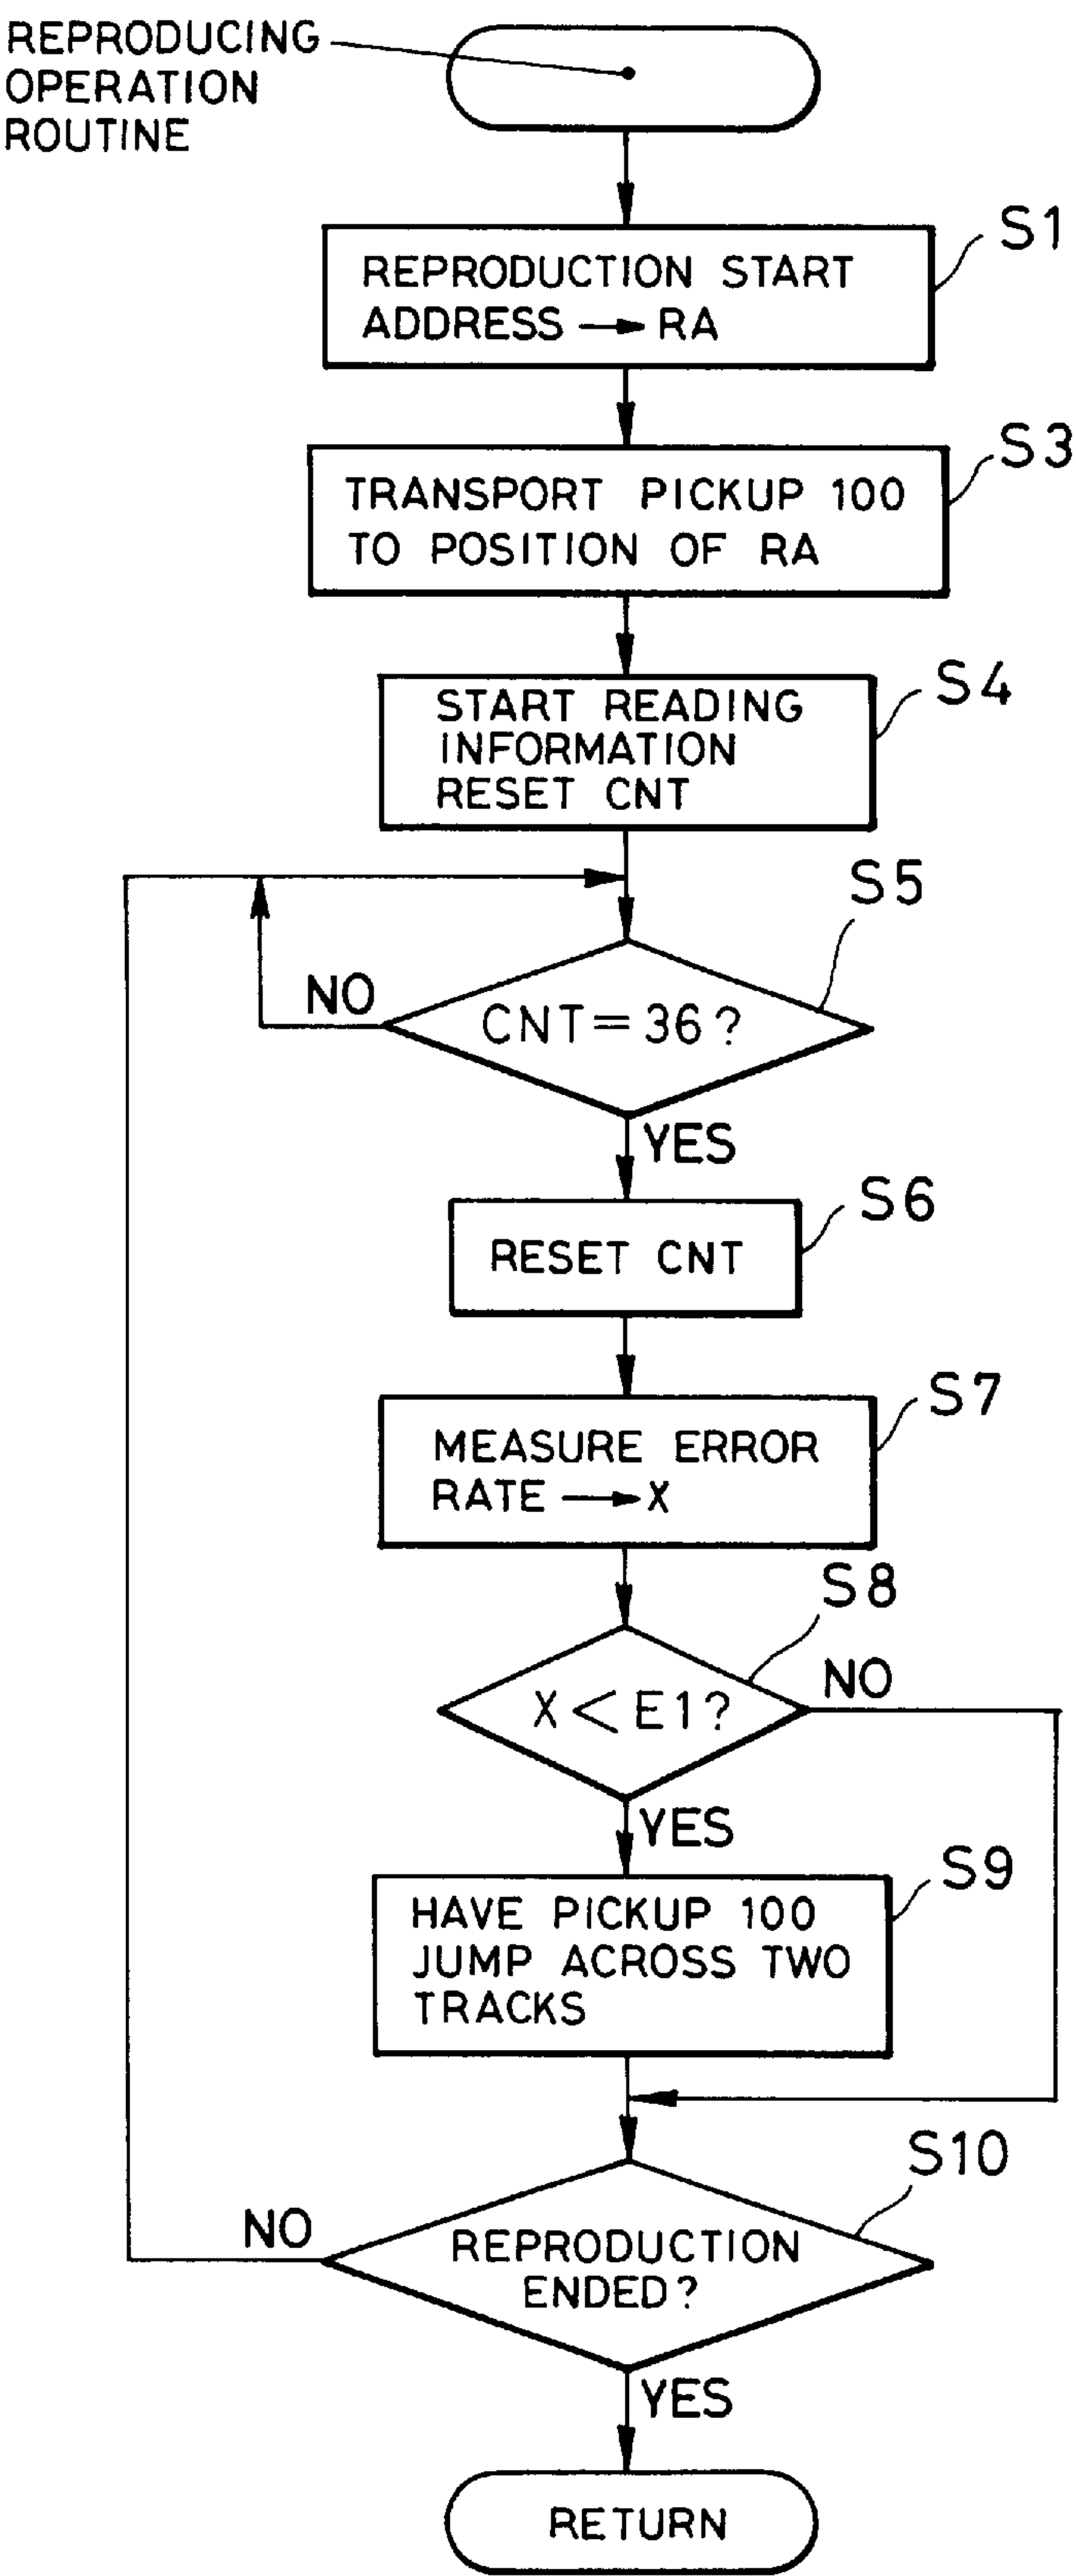 REPRODUCING
OPERATION
ROUTINE
S1
REPRODUCTION START
ADDRESS → RA
S3
TRANSPORT PICKUP 100
TO POSITION OF RA
S4
START READING
INFORMATION
RESET CNT
S5
NO
CNT = 36?
YES
S6
RESET CNT
S7
MEASURE ERROR
RATE → X
S8
X < E1?
NO
YES
S9
HAVE PICKUP 100
JUMP ACROSS TWO
TRACKS
S10
NO
REPRODUCTION
ENDED?
YES
RETURN